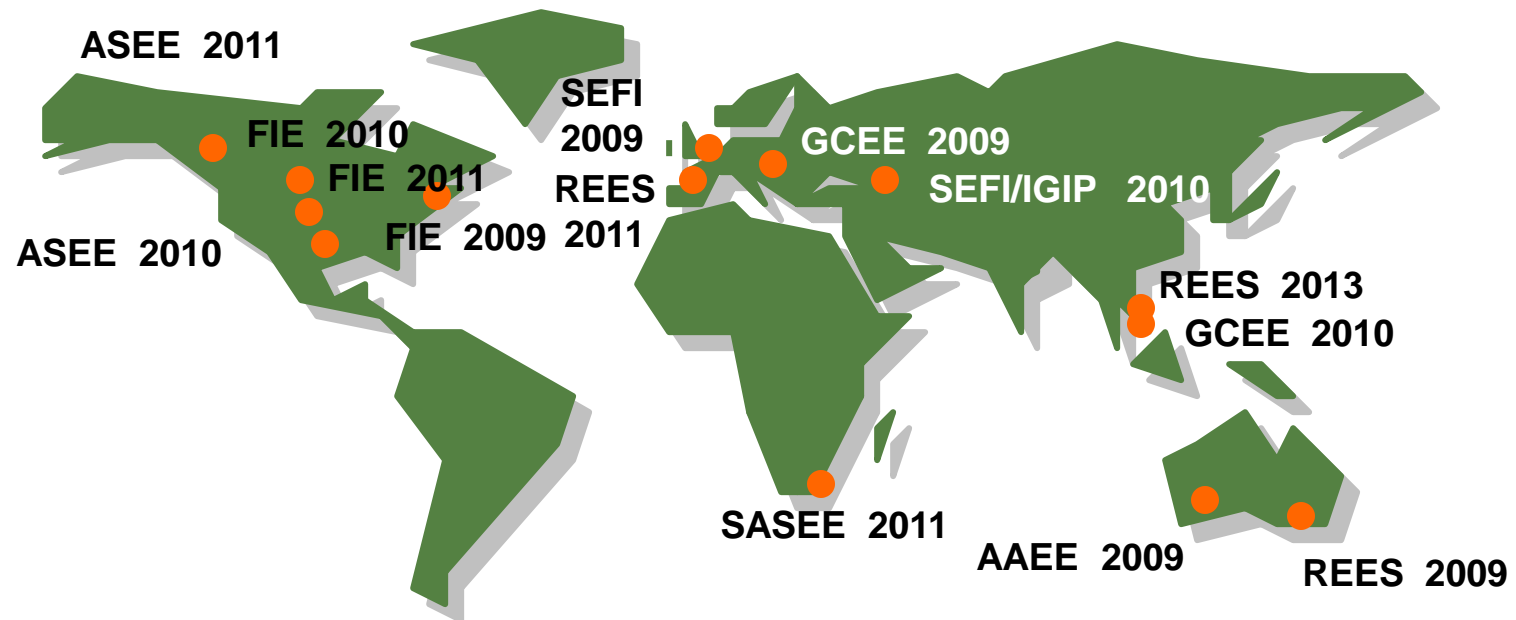 ASEE 2011
SEFI
2009
FIE 2010
GCEE 2009
FIE 2011
REES
2011
SEFI/IGIP 2010
FIE 2009
ASEE 2010
REES 2013
GCEE 2010
SASEE 2011
AAEE 2009
REES 2009